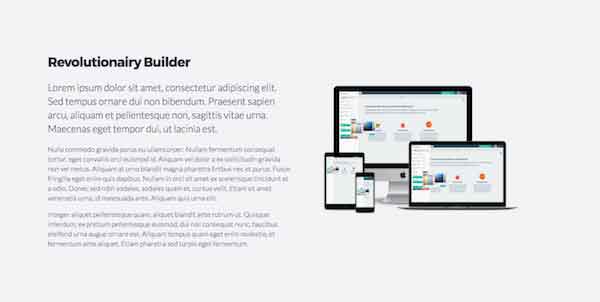 Revolutionairy Builder
Lorem ipsum dolor sit amet, consectetur adipiscing elit.
Sed tempus ornare dui non bibendum. Praesent sapien
arcu, aliquam et pellentesque non, sagittis vitae urna.
Maecenas eget tempor dui, ut lacinia est.
Nulla commodo gravida purus eu ullamcorper. Nullam fermentum consequat
tortor, eget convallis orci euismod id. Aliquam vel dolor a ex sollicitudin gravida
non vel metus. Aliquam at orci blandit magna pharetra finibus nec et purus. Fusce
fringilla eget enim quis dapibus. Nullam in orci sit amet ex scelerisque tincidunt at
a odio. Donec sed nibh sodales, sodales quam et, cursus velit. Etiam sit amet
venenatis urna, id malesuada ante. Aliquam quis urna elit.
Integer aliquet pellentesque quam, aliquet blandit ante rutrum ut. Quisque
interdum, ex pretium pellentesque euismod, dui nisl consequat nunc, faucibus
eleifend urna augue ornare est. Aliquam tempus quam eget enim molestie, et
fermentum ante aliquet. Etiam pharetra sed turpis eget fermentum.